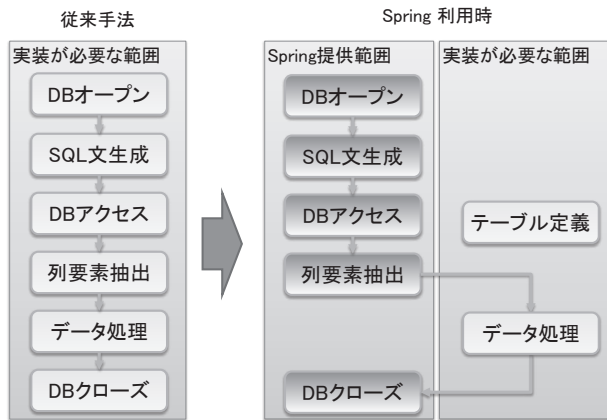 従来手法
実装が必要な範囲
DBオープン
SQL文生成
DBアクセス
列要素抽出
データ処理
DBクローズ
Spring 利用時
Spring提供範囲
DBオープン
SQL文生成
DBアクセス
列要素抽出
DBクローズ
実装が必要な範囲
テーブル定義
データ処理